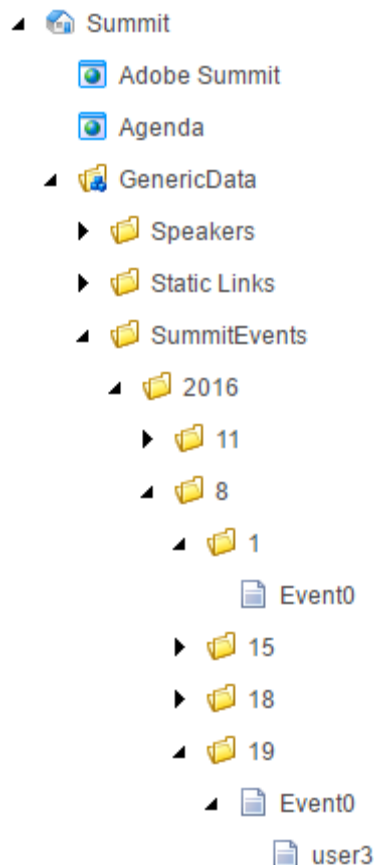 Summit
Adobe Summit
Agenda
GenericData
Speakers
Static Links
SummitEvents
2016
11
8
1
Event0
15
18
19
Event0
user3